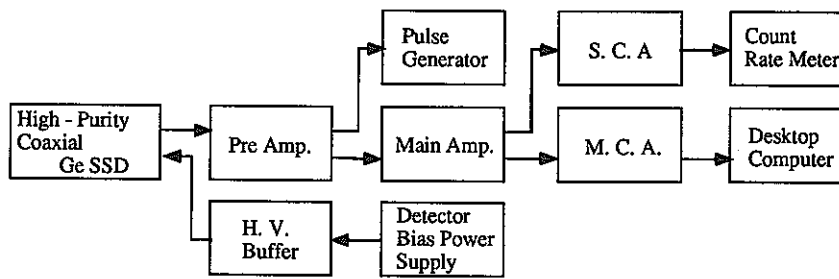 Pulse
Generator
S. C. A
Count
Rate Meter
High - Purity
Coaxial
Ge SSD
Pre Amp.
Main Amp.
M. C. A.
Desktop
Computer
H. V.
Buffer
Detector
Bias Power
Supply